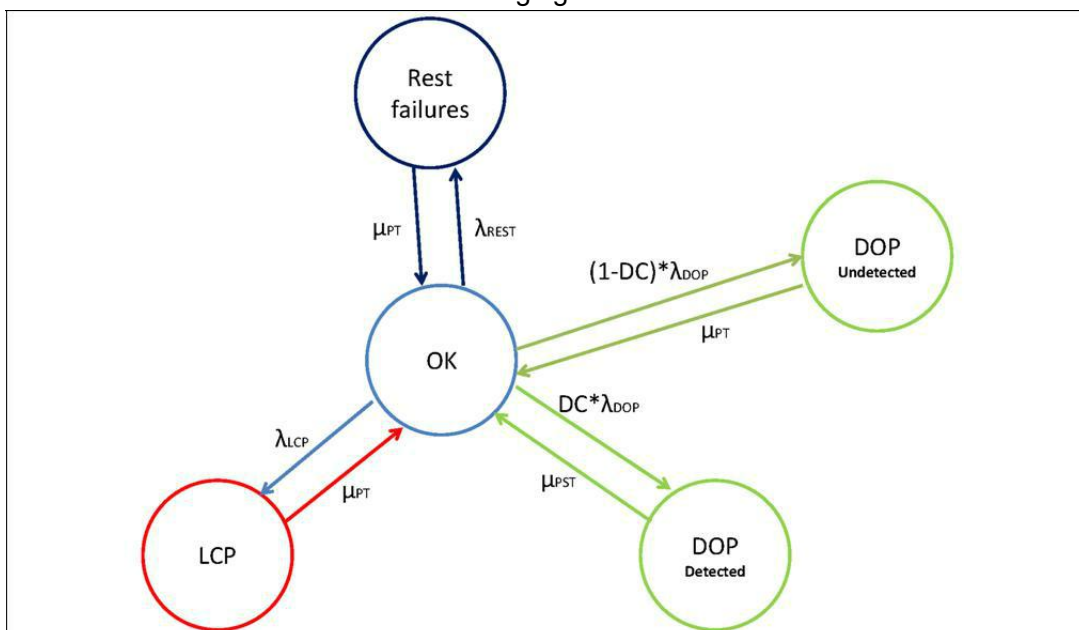 Rest
failures
μPT
λREST
DOP
Undetected
(1-DC)*λDOP
μPT
OK
DC*λDOP
λLCP
μPST
μPT
LCP
DOP
Detected